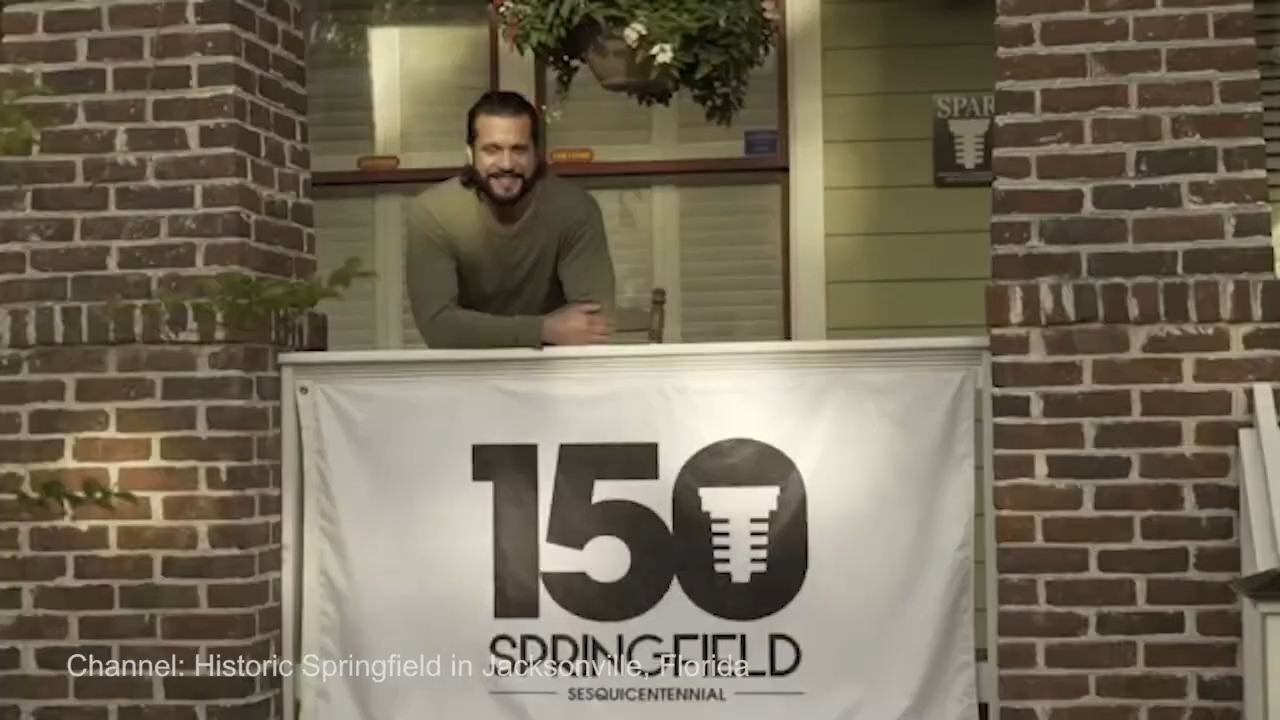 SPAR
150
SPRINGFIELD
Channel: Historic Springfield in Jacksonville, Florida
SESQUICENTENNIAL